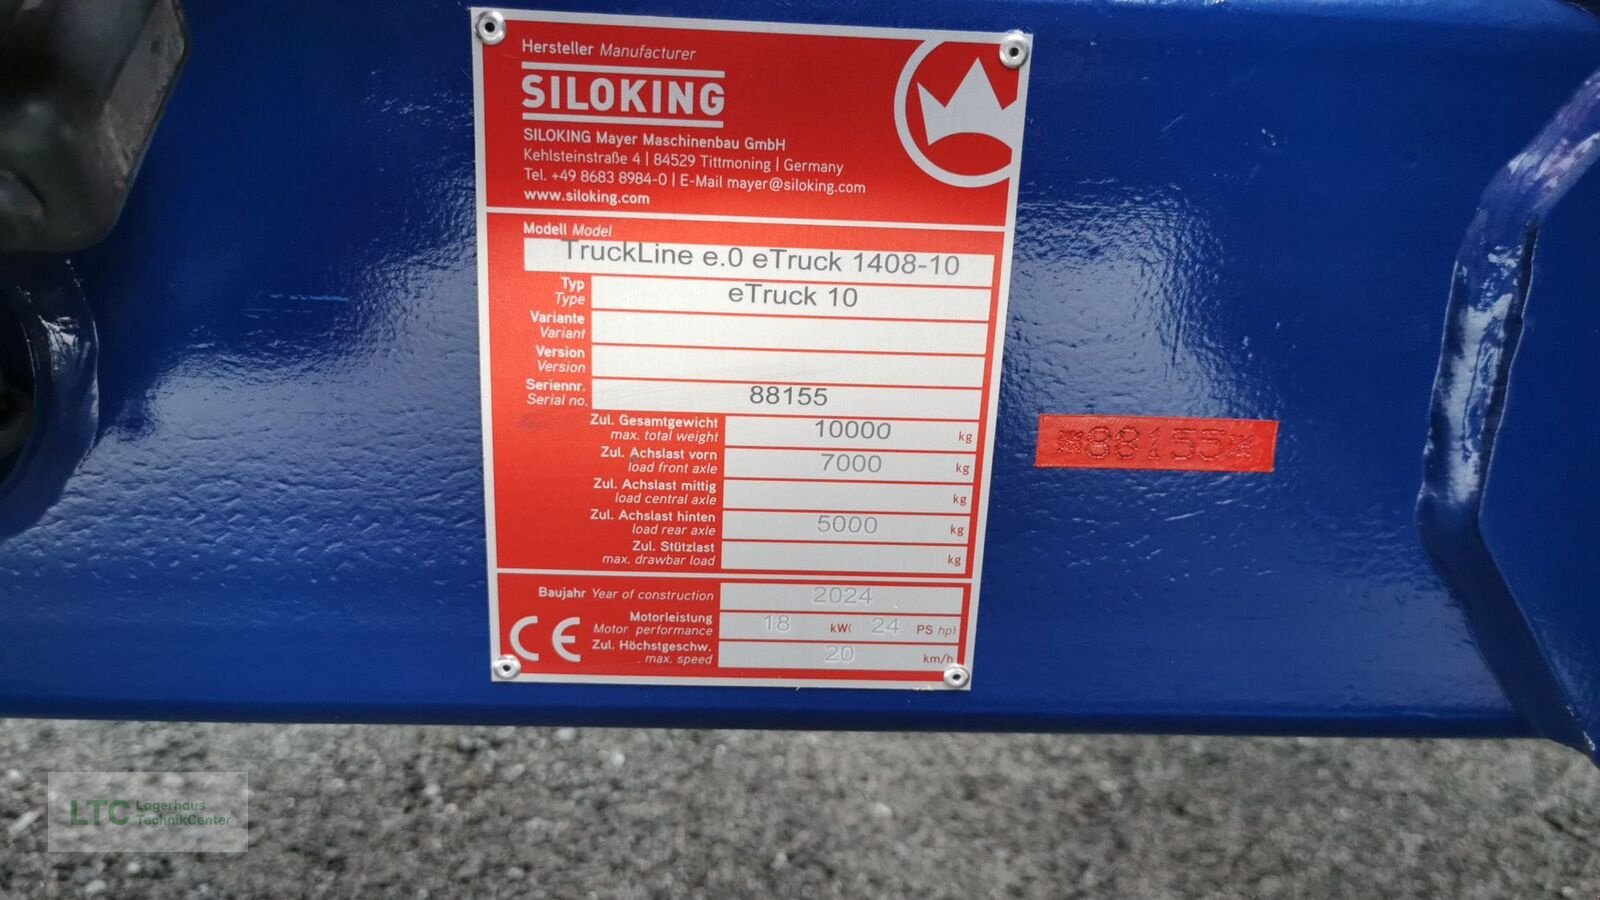 Hersteller Manufacturer
SILOKING
SILOKING Mayer Maschinenbau GmbH
Kehlsteinstraße 4 | 84529 Tittmoning | Germany
Tel. +49 8683 8984-0 | E-Mail mayer@siloking.com
www.siloking.com
Modell Model
TruckLine e.0 eTruck 1408-10
Typ
Type
eTruck 10
Variante
Variant
Version
Version
Seriennr.
Serial no.
88155
Zul. Gesamtgewicht
max. total weight
10000 kg
Zul. Achslast vorn
load front axle
7000 kg
Zul. Achslast mittig
load central axle
kg
Zul. Achslast hinten
load rear axle
5000 kg
Zul. Stützlast
max. drawbar load
kg
Baujahr Year of construction
2024
Motorleistung
Motor performance
18 kW( 24 PS hp)
Zul. Höchstgeschw.
max. speed
20 km/h
CE
88155
LTC Lagerhaus
TechnikCenter